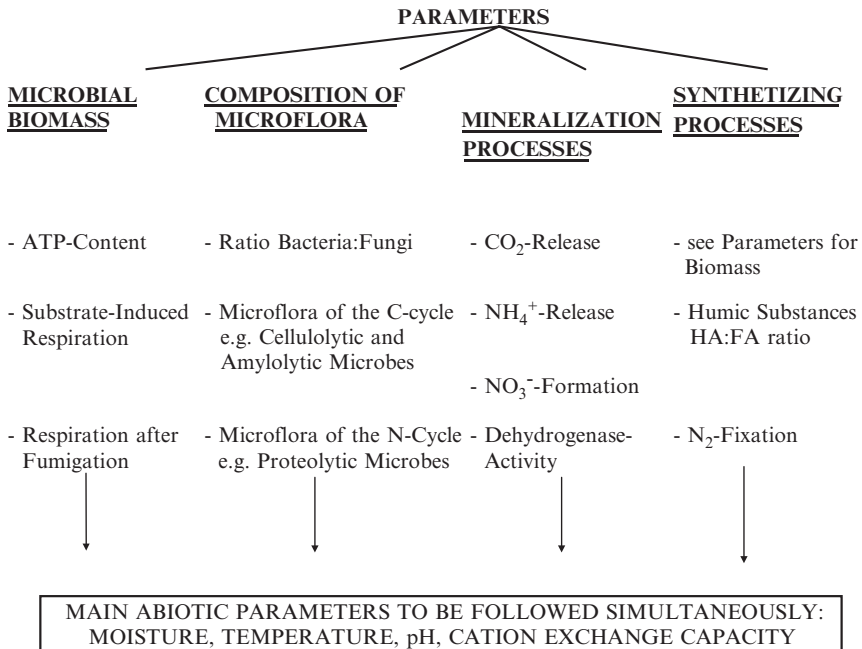 PARAMETERS
MICROBIAL
BIOMASS
- ATP-Content
- Substrate-Induced
Respiration
- Respiration after
Fumigation
COMPOSITION OF
MICROFLORA
- Ratio Bacteria:Fungi
- Microflora of the C-cycle
e.g. Cellulolytic and
Amylolytic Microbes
- Microflora of the N-Cycle
e.g. Proteolytic Microbes
MINERALIZATION
PROCESSES
- CO₂-Release
- NH₄⁺-Release
- NO₃⁻-Formation
- Dehydrogenase-
Activity
SYNTHETIZING
PROCESSES
- see Parameters for
Biomass
- Humic Substances
HA:FA ratio
- N₂-Fixation
MAIN ABIOTIC PARAMETERS TO BE FOLLOWED SIMULTANEOUSLY:
MOISTURE, TEMPERATURE, pH, CATION EXCHANGE CAPACITY